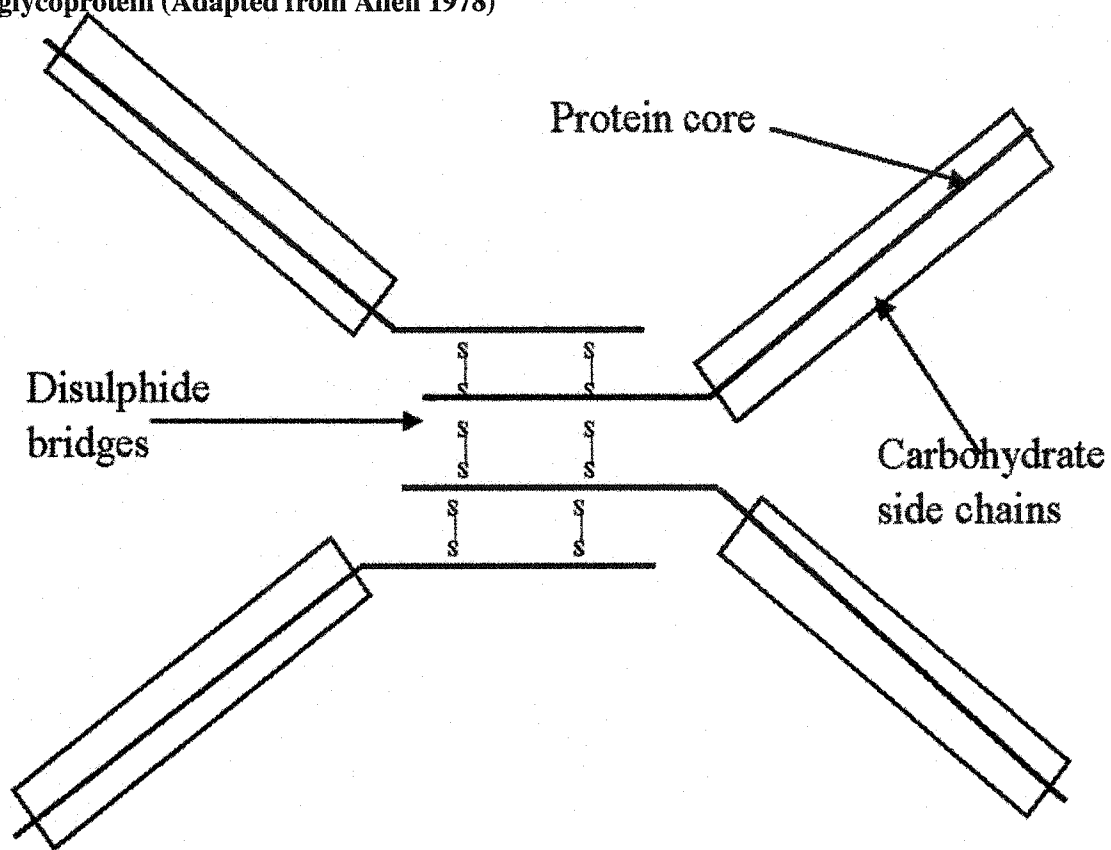 glycoprotein (Adapted from Allen 1978)
Protein core
S S
S S
Disulphide
bridges
S S
S S
Carbohydrate
side chains
S S
S S